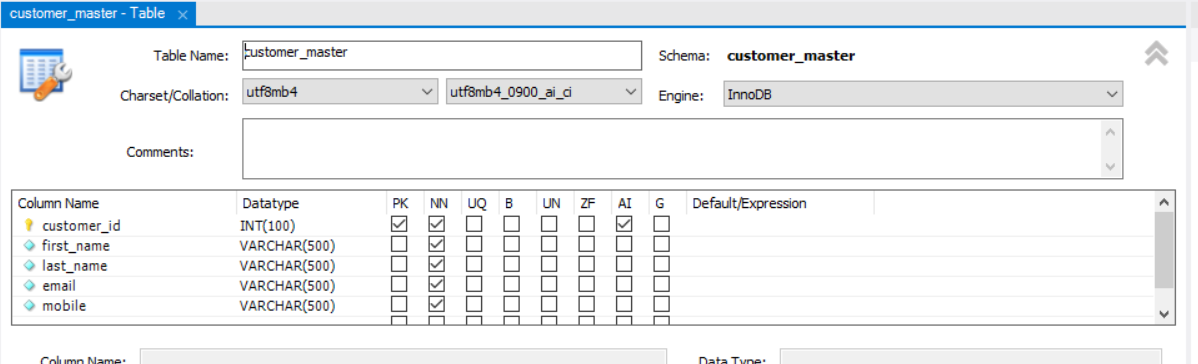 customer_master - Table ×
Table Name: customer_master Schema: customer_master
Charset/Collation: utf8mb4 utf8mb4_0900_ai_ci Engine: InnoDB
Comments:
Column Name Datatype PK NN UQ B UN ZF AI G Default/Expression
customer_id INT(100)
first_name VARCHAR(500)
last_name VARCHAR(500)
email VARCHAR(500)
mobile VARCHAR(500)
Column Name: Data Type: